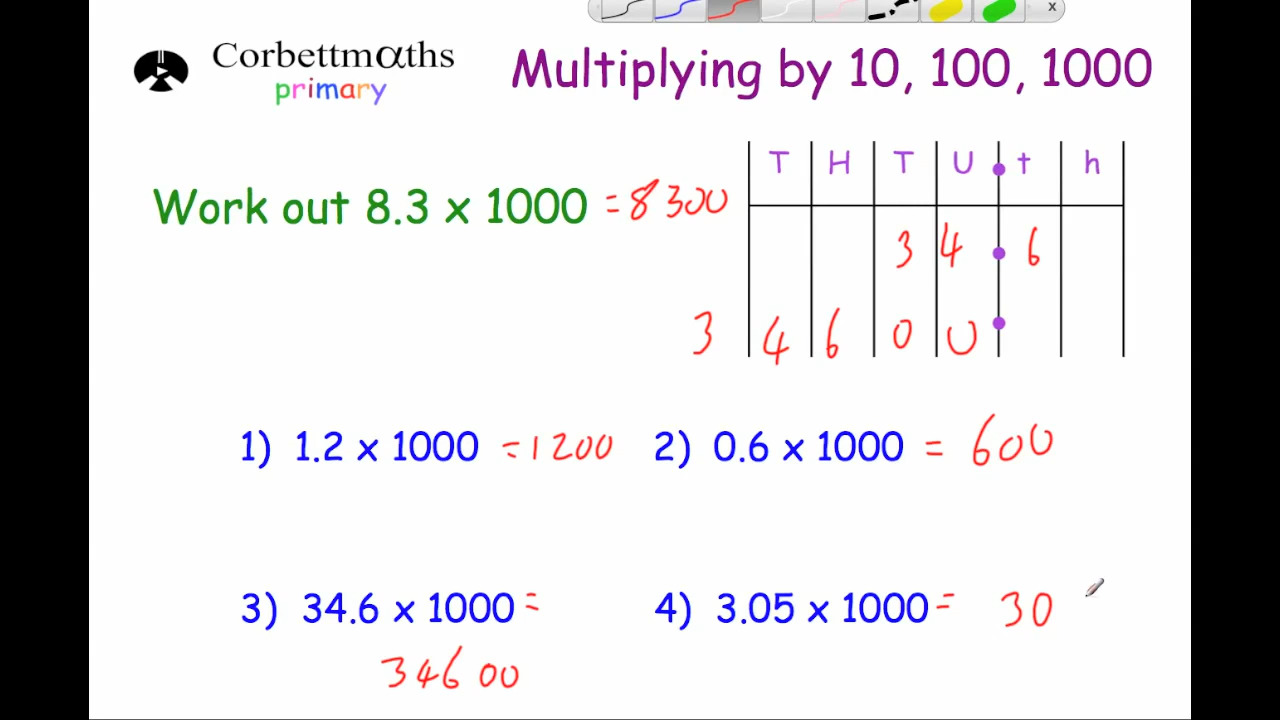 Corbettmαths
primary
Multiplying by 10, 100, 1000
x
Work out 8.3 x 1000 = 8300
T H T U t h
3 4 . 6
3 4 6 0 0 .
1) 1.2 x 1000 = 1200
2) 0.6 x 1000 = 600
3) 34.6 x 1000 =
34600
4) 3.05 x 1000 = 30